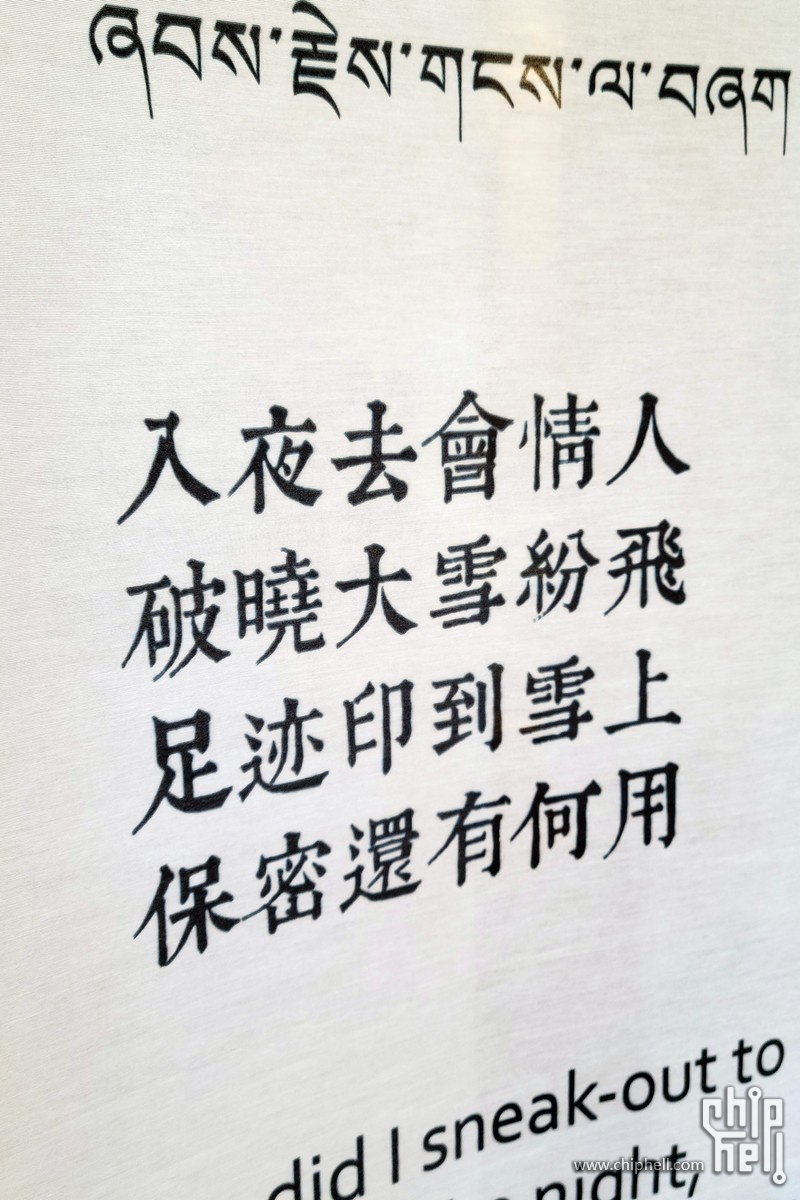 ཞབས་རྗེས་གངས་ལ་བཞག
入夜去會情人
破曉大雪紛飛
足迹印到雪上
保密還有何用
did I sneak-out to
night,
chip
hell
www.chiphell.com